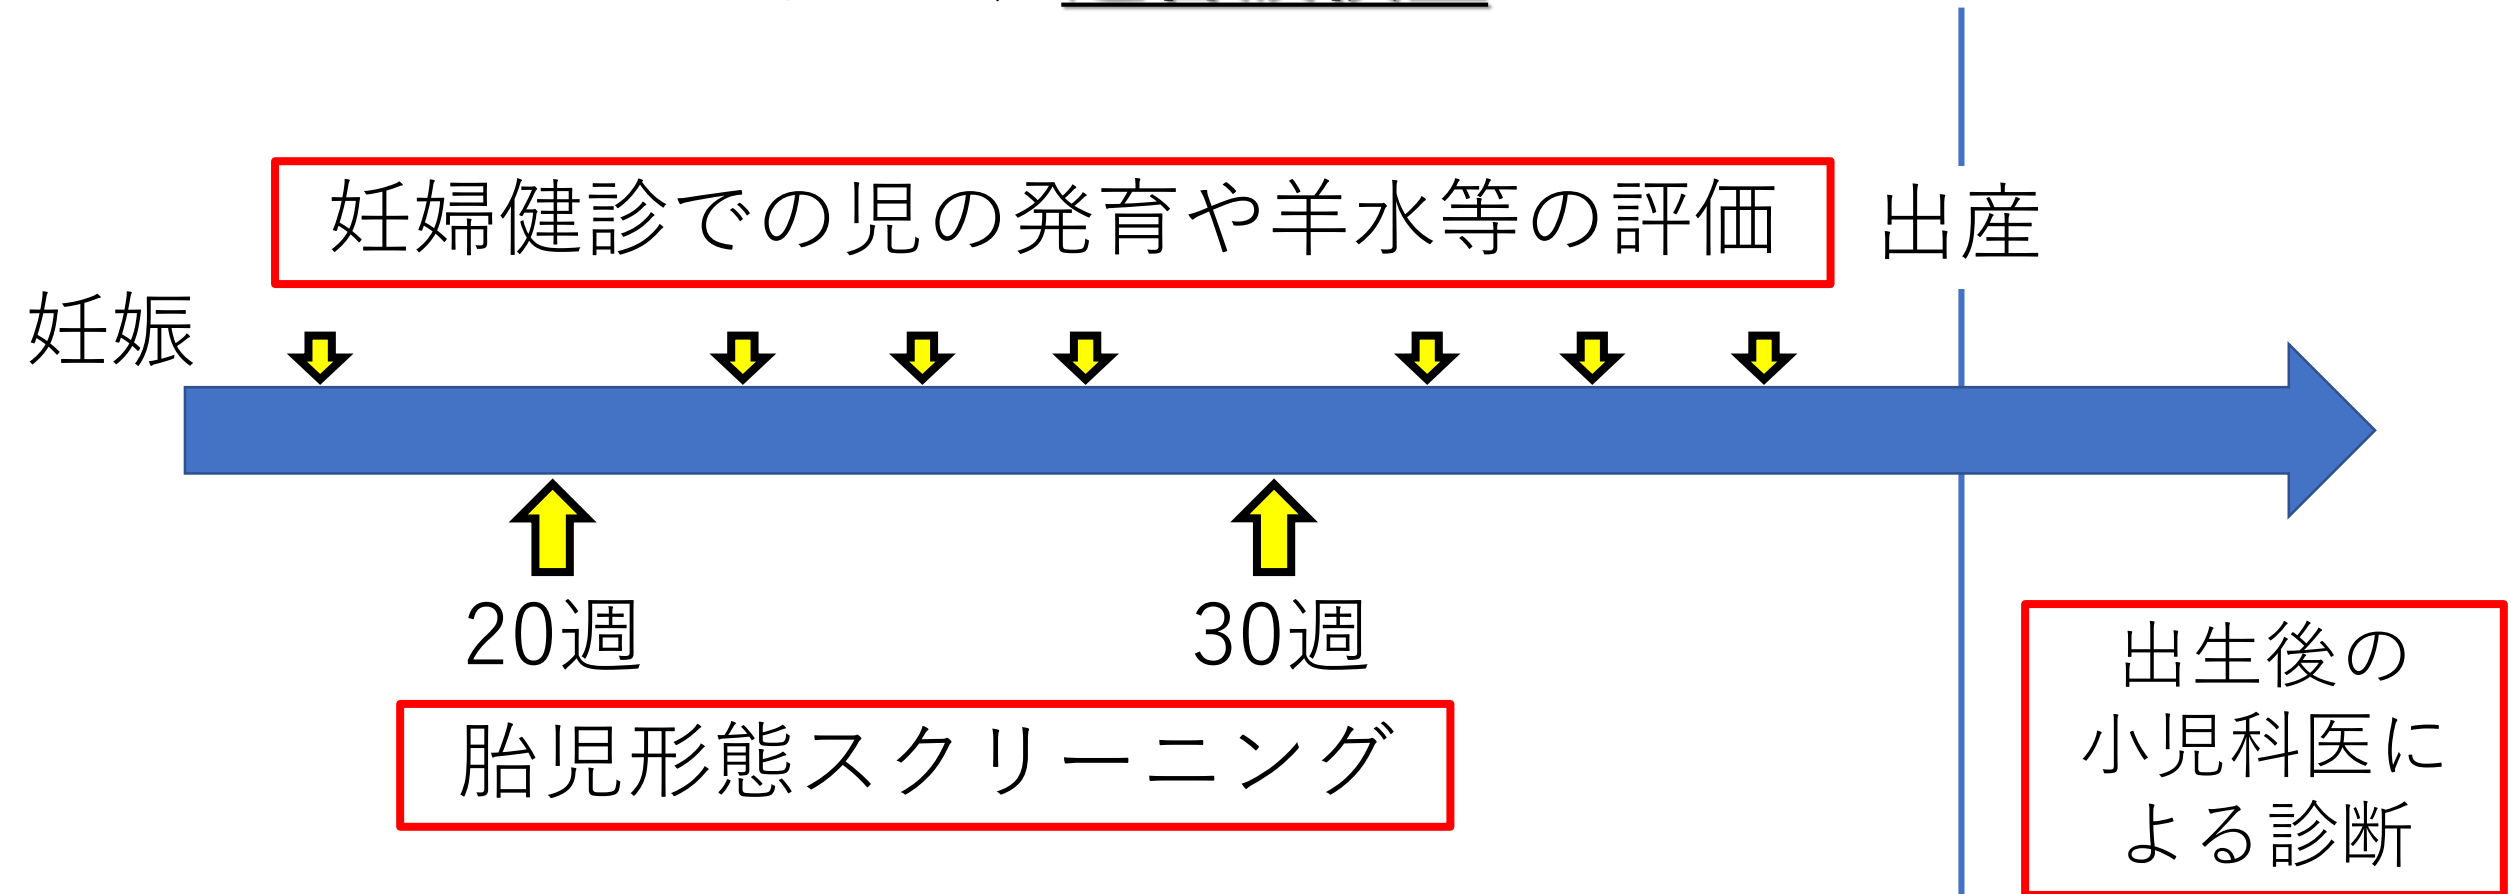 妊婦健診での児の発育や羊水等の評価
出産
妊娠
20週
30週
胎児形態スクリーニング
出生後の
小児科医に
よる診断